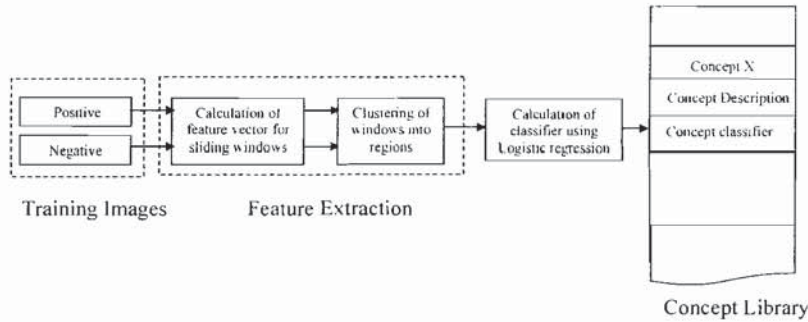 Positive
Negative
Training Images
Calculation of
feature vector for
sliding windows
Clustering of
windows into
regions
Feature Extraction
Calculation of
classifier using
Logistic regression
Concept X
Concept Description
Concept classifier
Concept Library